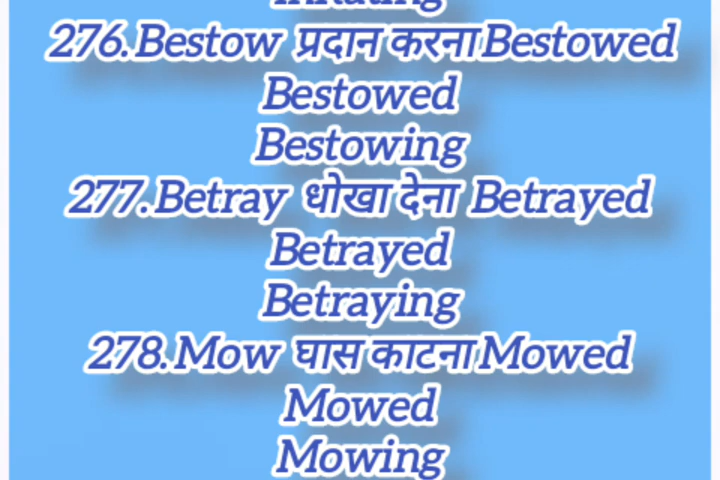 276.Bestow प्रदान करना Bestowed
Bestowed
Bestowing
277.Betray धोखा देना Betrayed
Betrayed
Betraying
278.Mow घास काटना Mowed
Mowed
Mowing